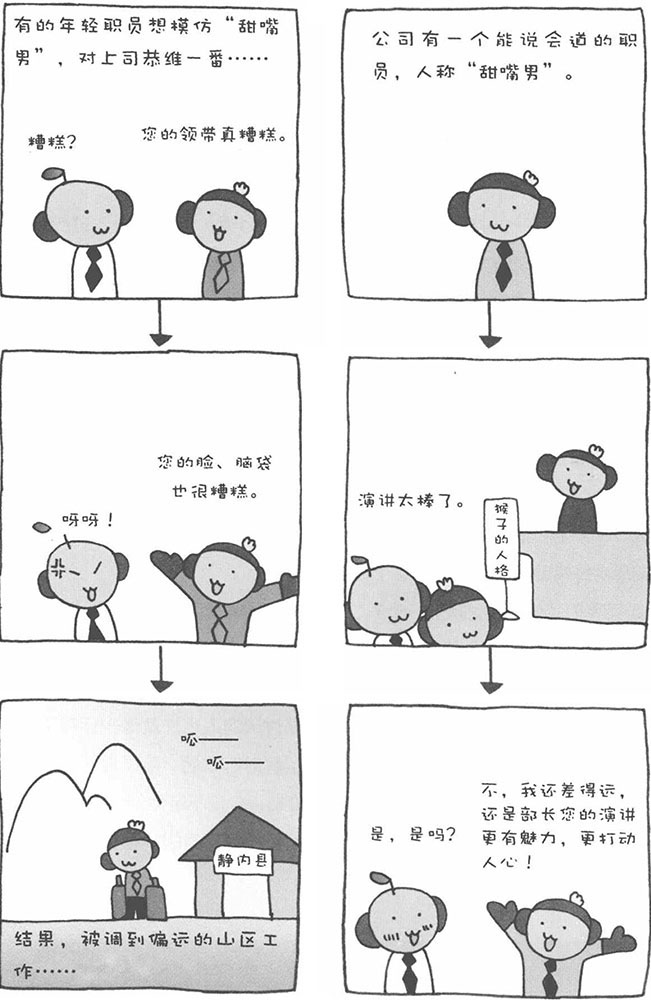 公司有一个能说会道的职
员，人称“甜嘴男”。
演讲太棒了。
猴子的人格
不，我还差得远，
还是部长您的演讲
更有魅力，更打动
人心！
是，是吗？
有的年轻职员想模仿“甜嘴
男”，对上司恭维一番……
您的领带真糟糕。
糟糕？
您的脸、脑袋
也很糟糕。
呀呀！
呱——
呱——
静内县
结果，被调到偏远的山区工
作……